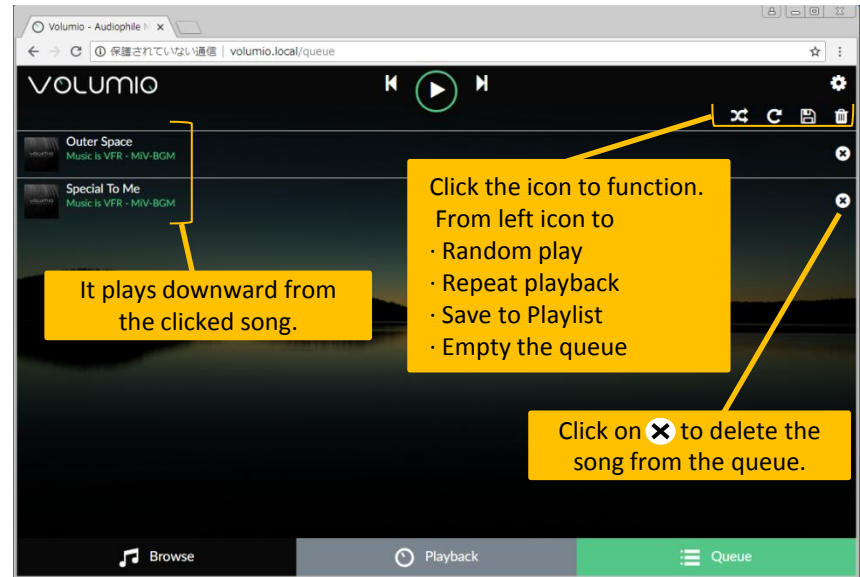 Volumio - Audiophile M
保護されていない通信 | volumio.local/queue
VOLUMIO
Outer Space
Music is VFR - MiV-BGM
Special To Me
Music is VFR - MiV-BGM
Click the icon to function.
From left icon to
· Random play
· Repeat playback
· Save to Playlist
· Empty the queue
It plays downward from
the clicked song.
Click on to delete the
song from the queue.
Browse
Playback
Queue